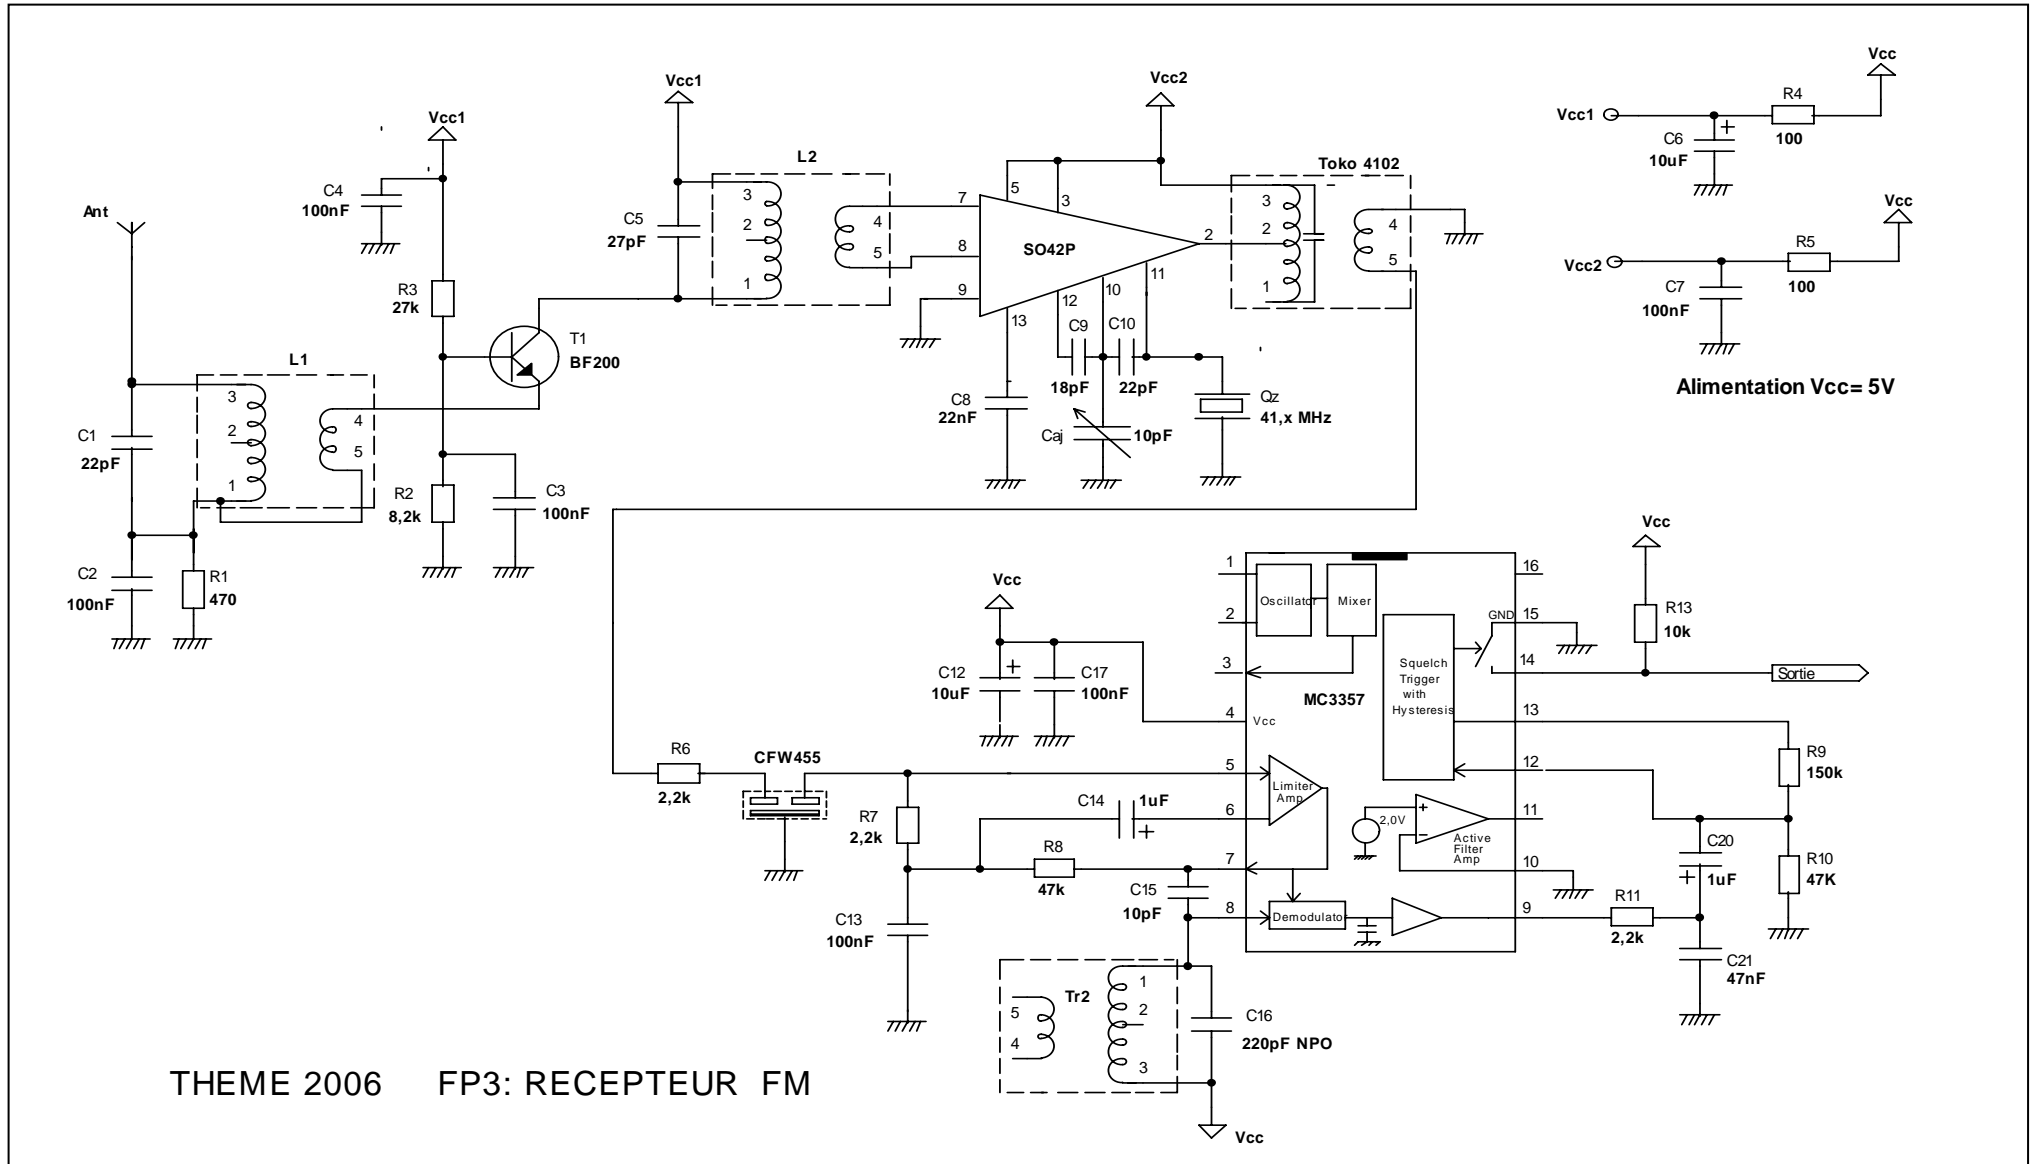 Vcc1
C4
100nF
Ant
R3
27k
T1
BF200
L1
3
2
1
4
5
C1
22pF
C2
100nF
R1
470
R2
8,2k
C3
100nF
Vcc1
C5
27pF
L2
3
2
1
4
5
Vcc2
7
8
9
5
3
SO42P
2
13
12
10
11
C8
22nF
C9
18pF
C10
22pF
Caj
10pF
Qz
41,x MHz
Toko 4102
3
2
1
4
5
Vcc1
C6
+
10uF
R4
100
Vcc
Vcc2
C7
100nF
R5
100
Vcc
Alimentation Vcc= 5V
Vcc
C12
+
10uF
C17
100nF
R6
2,2k
CFW455
R7
2,2k
C13
100nF
C14
1uF
+
R8
47k
C15
10pF
1
2
3
4
5
6
7
8
Oscillator
Mixer
Vcc
MC3357
Squelch
Trigger
with
Hysteresis
GND
Limiter
Amp
2,0V
+
−
Active
Filter
Amp
Demodulator
16
15
14
13
12
11
10
9
Vcc
R13
10k
Sortie
R9
150k
R10
47K
C20
+
1uF
R11
2,2k
C21
47nF
Tr2
5
4
1
2
3
C16
220pF NPO
Vcc
THEME 2006 FP3: RECEPTEUR FM